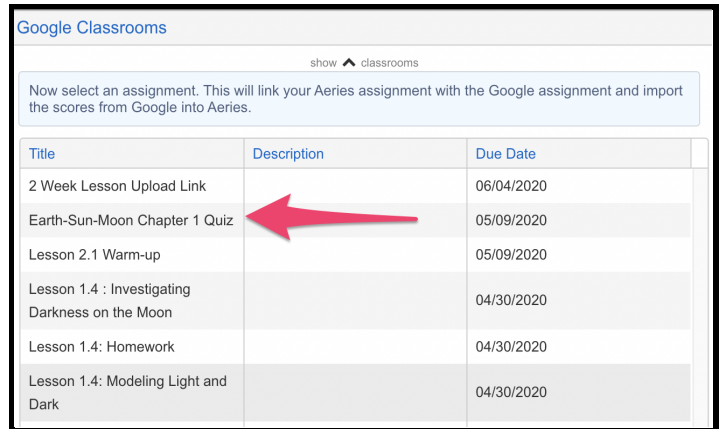 Google Classrooms
show classrooms
Now select an assignment. This will link your Aeries assignment with the Google assignment and import
the scores from Google into Aeries.
Title Description Due Date
2 Week Lesson Upload Link 06/04/2020
Earth-Sun-Moon Chapter 1 Quiz 05/09/2020
Lesson 2.1 Warm-up 05/09/2020
Lesson 1.4 : Investigating
Darkness on the Moon 04/30/2020
Lesson 1.4: Homework 04/30/2020
Lesson 1.4: Modeling Light and
Dark 04/30/2020